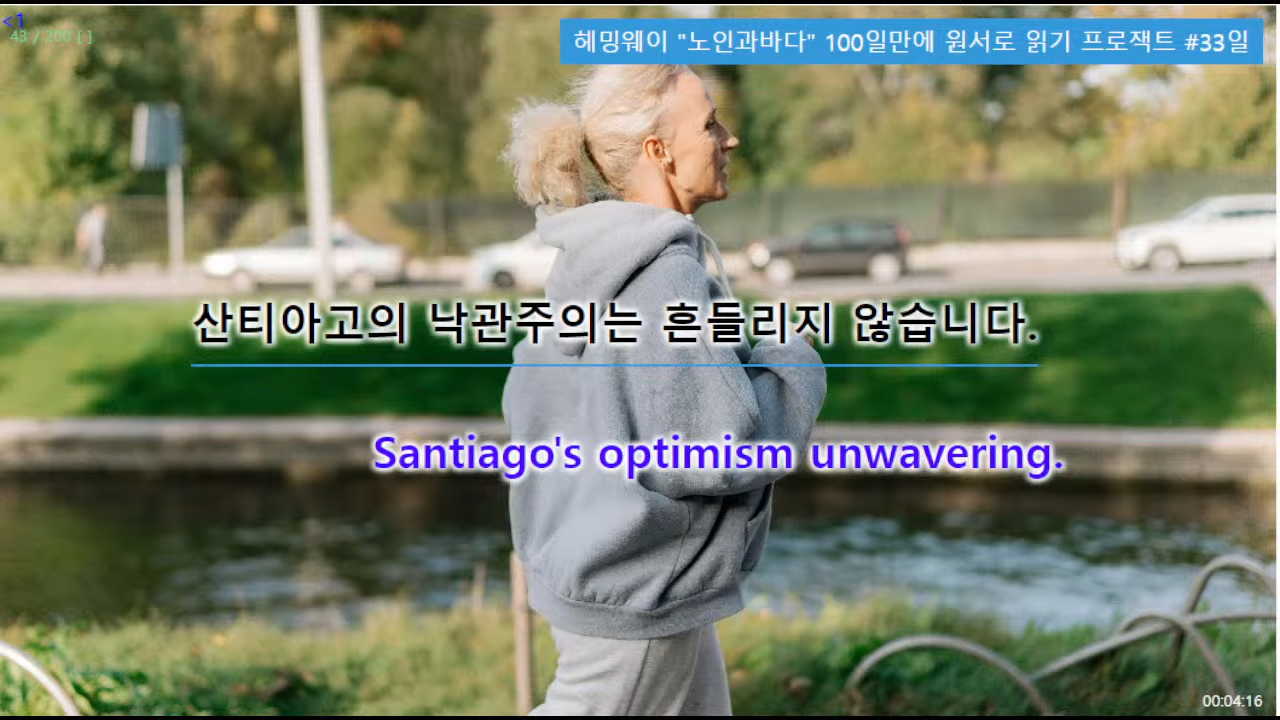 <1
43 / 200 [ ]
헤밍웨이 "노인과바다" 100일만에 원서로 읽기 프로잭트 #33일
산티아고의 낙관주의는 흔들리지 않습니다.
Santiago's optimism unwavering.
00:04:16